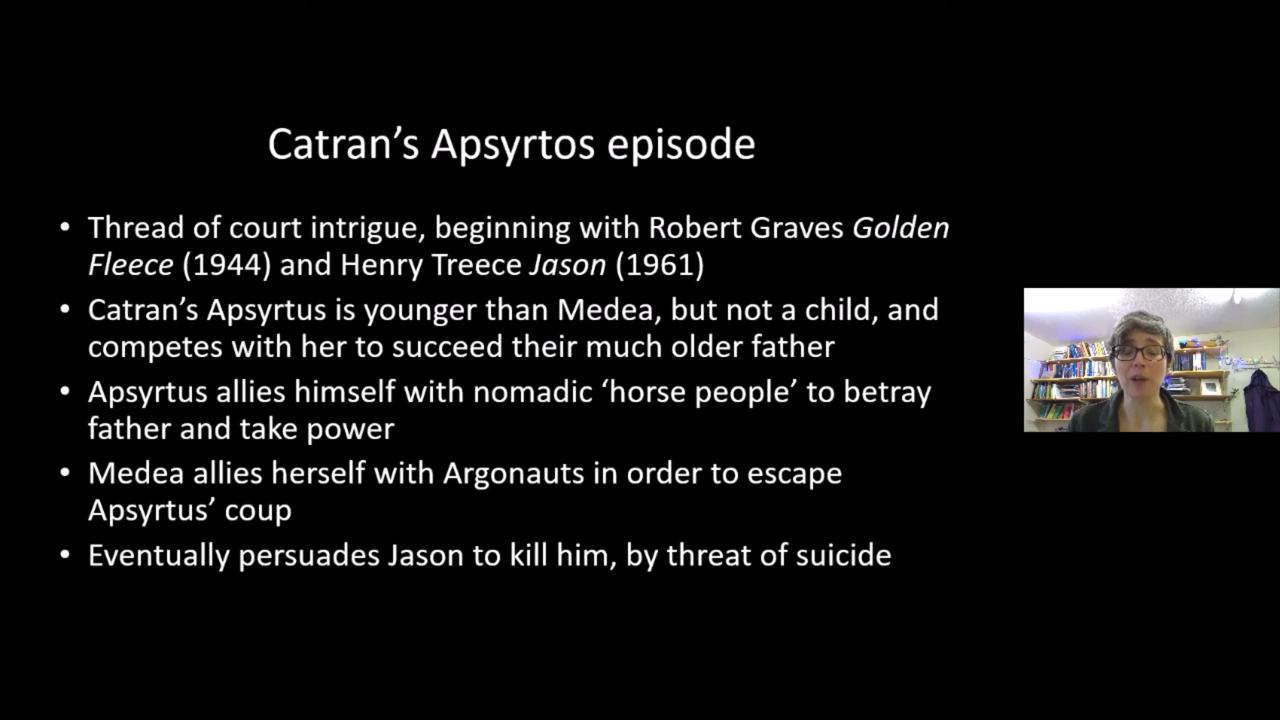 Catran’s Apsyrtos episode
• Thread of court intrigue, beginning with Robert Graves Golden
Fleece (1944) and Henry Treece Jason (1961)
• Catran’s Apsyrtus is younger than Medea, but not a child, and
competes with her to succeed their much older father
• Apsyrtus allies himself with nomadic ‘horse people’ to betray
father and take power
• Medea allies herself with Argonauts in order to escape
Apsyrtus’ coup
• Eventually persuades Jason to kill him, by threat of suicide